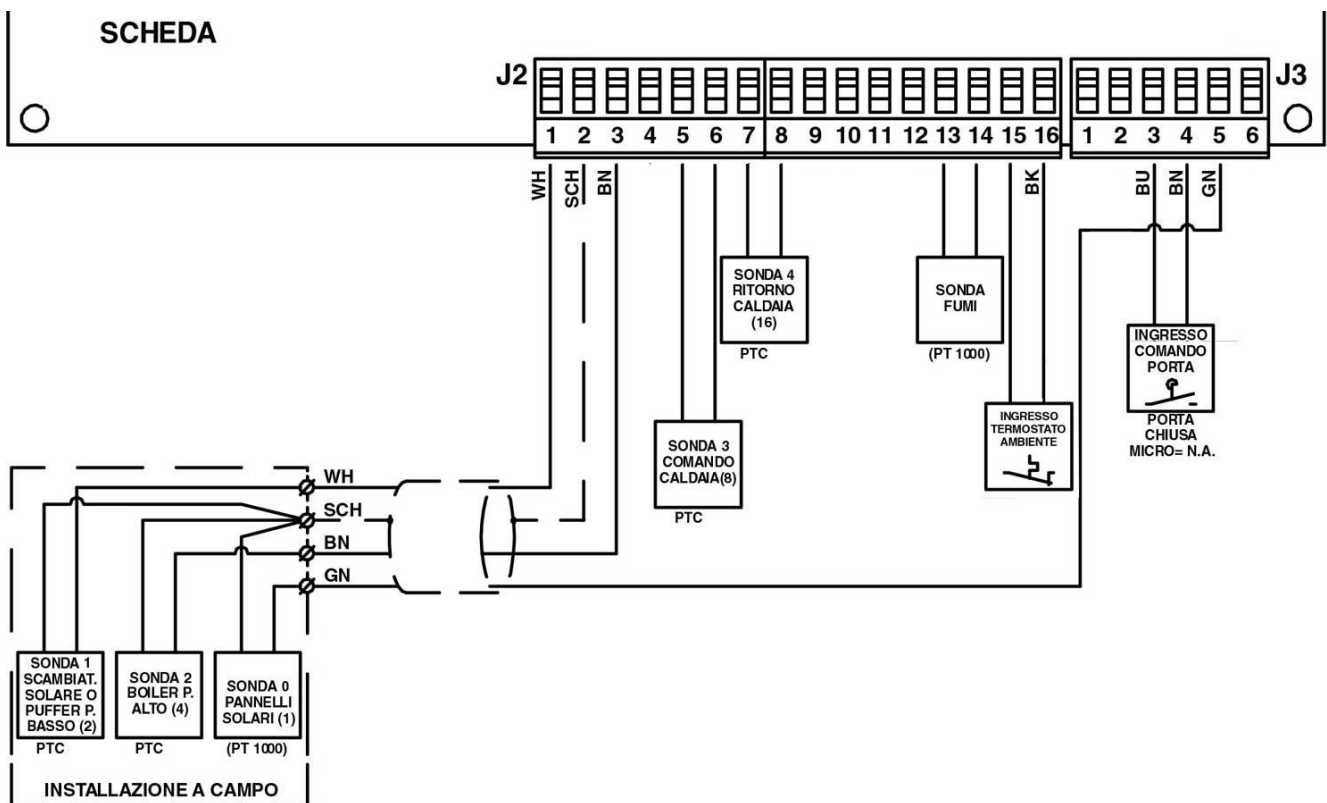 SCHEDA
J2
J3
1 2 3 4 5 6 7 8 9 10 11 12 13 14 15 16
1 2 3 4 5 6
WH
SCH
BN
BK
BU
BN
GN
SONDA 4
RITORNO
CALDAIA
(16)
PTC
SONDA
FUMI
(PT 1000)
INGRESSO
COMANDO
PORTA
PORTA
CHIUSA
MICRO= N.A.
INGRESSO
TERMOSTATO
AMBIENTE
SONDA 3
COMANDO
CALDAIA(8)
PTC
WH
SCH
BN
GN
SONDA 1
SCAMBIAT.
SOLARE O
PUFFER P.
BASSO (2)
PTC
SONDA 2
BOILER P.
ALTO (4)
PTC
SONDA 0
PANNELLI
SOLARI (1)
(PT 1000)
INSTALLAZIONE A CAMPO